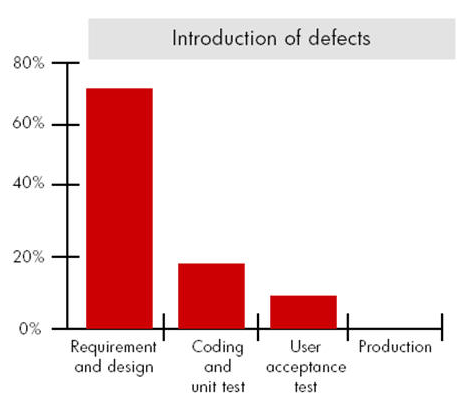 Introduction of defects
80%
60%
40%
20%
0%
Requirement
and design
Coding
and
unit test
User
acceptance
test
Production